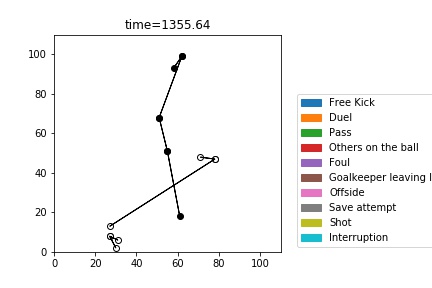 time=1355.64
100
80
60
40
20
0
0 20 40 60 80 100
Free Kick
Duel
Pass
Others on the ball
Foul
Goalkeeper leaving l
Offside
Save attempt
Shot
Interruption